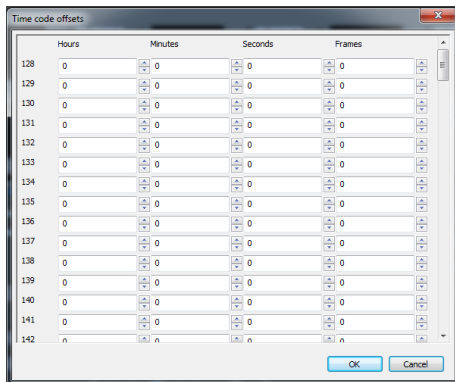 Time code offsets
Hours Minutes Seconds Frames
128 0 0 0 0
129 0 0 0 0
130 0 0 0 0
131 0 0 0 0
132 0 0 0 0
133 0 0 0 0
134 0 0 0 0
135 0 0 0 0
136 0 0 0 0
137 0 0 0 0
138 0 0 0 0
139 0 0 0 0
140 0 0 0 0
141 0 0 0 0
142 0 0 0 0
OK Cancel